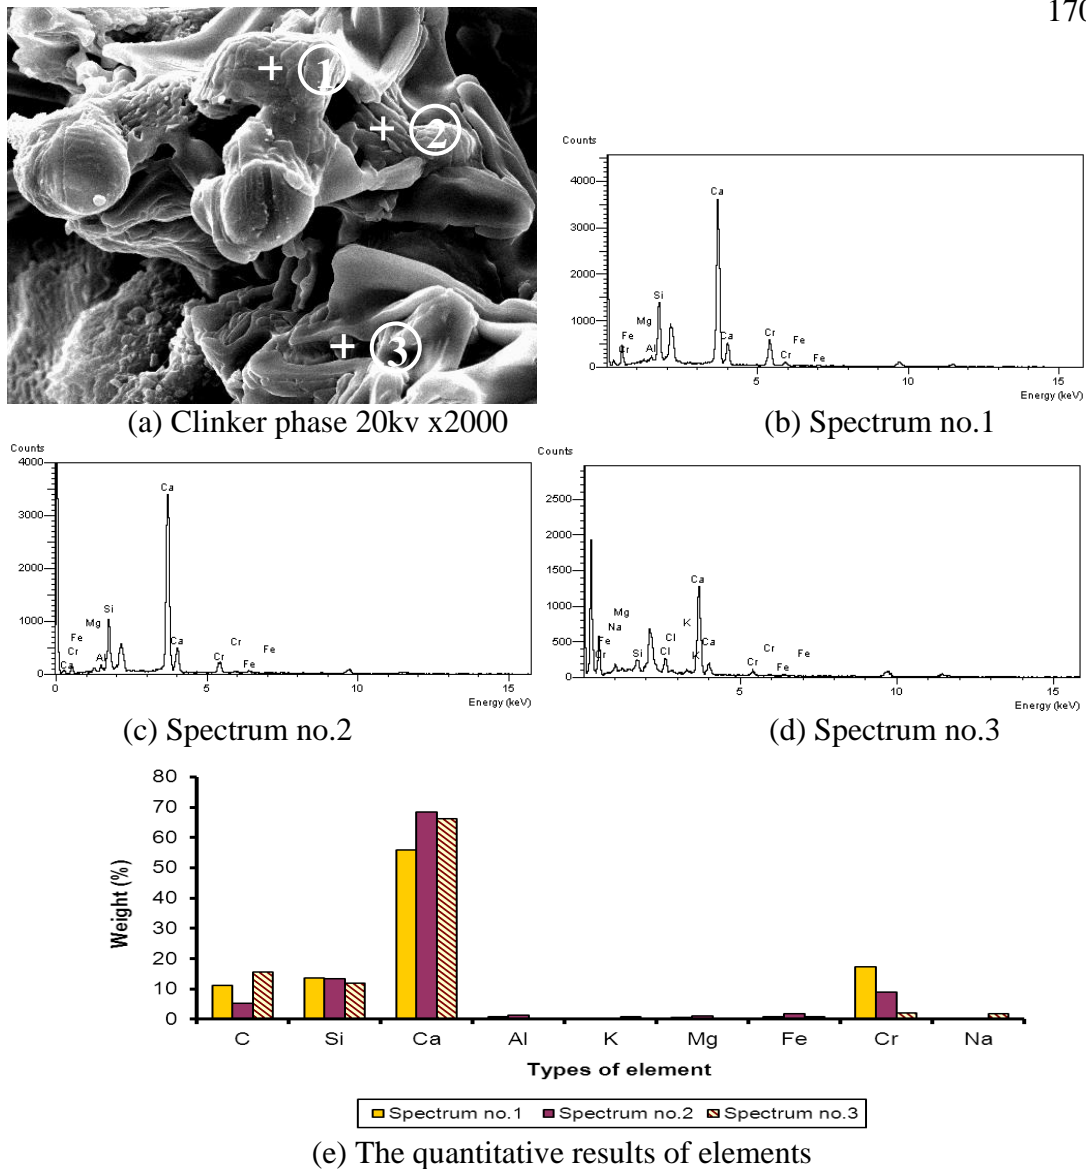 170
+ 1
+ 2
+ 3
(a) Clinker phase 20kv x2000
Counts
4000
3000
2000
1000
0
Ca
Si
Mg
Fe
Cr
Al
Ca
Cr
Fe
Cr
Fe
5
10
15
Energy (keV)
(b) Spectrum no.1
Counts
4000
3000
2000
1000
0
Ca
Si
Mg
Fe
Cr
Al
Ca
Ca
Cr
Fe
Cr
Fe
0
5
10
15
Energy (keV)
(c) Spectrum no.2
Counts
2500
2000
1500
1000
500
0
Ca
Mg
K
Na
Fe
Cl
Ca
Cr
Si
Cl
K
Cr
Fe
Cr
Fe
5
10
15
Energy (keV)
(d) Spectrum no.3
Weight (%)
80
70
60
50
40
30
20
10
0
C Si Ca Al K Mg Fe Cr Na
Types of element
Spectrum no.1 Spectrum no.2 Spectrum no.3
(e) The quantitative results of elements